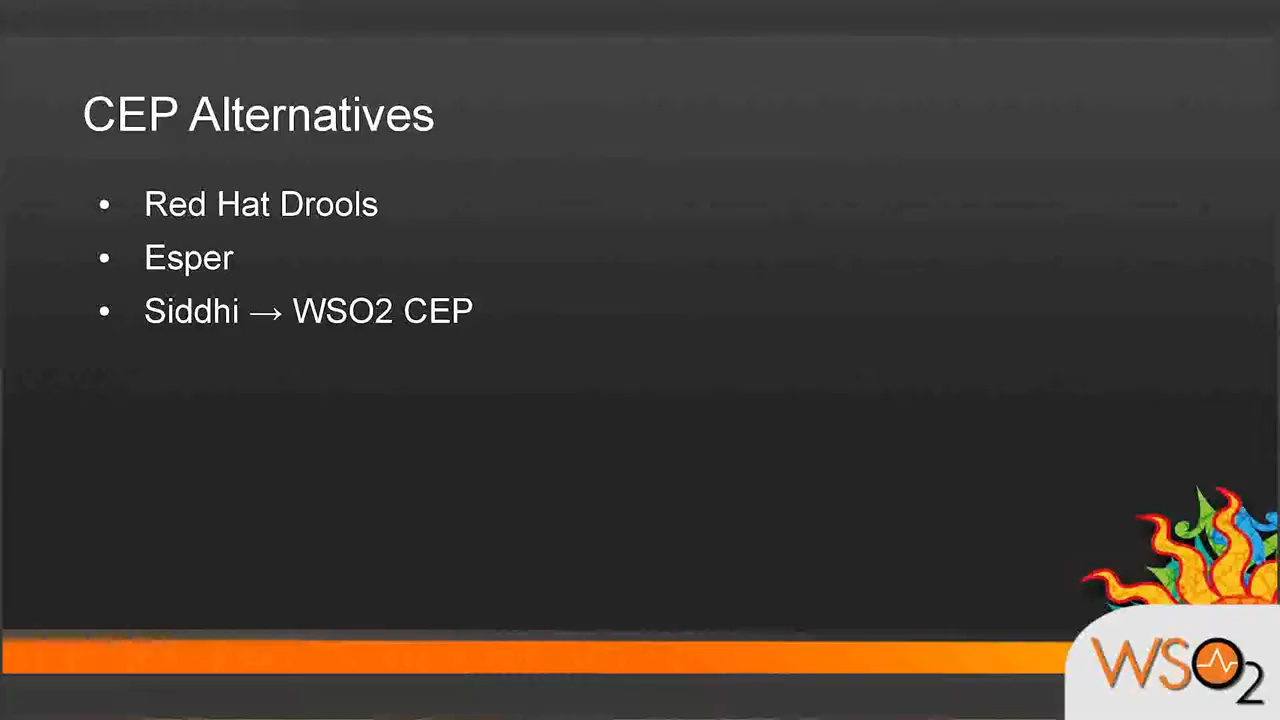 CEP Alternatives
• Red Hat Drools
• Esper
• Siddhi → WSO2 CEP
WSO2